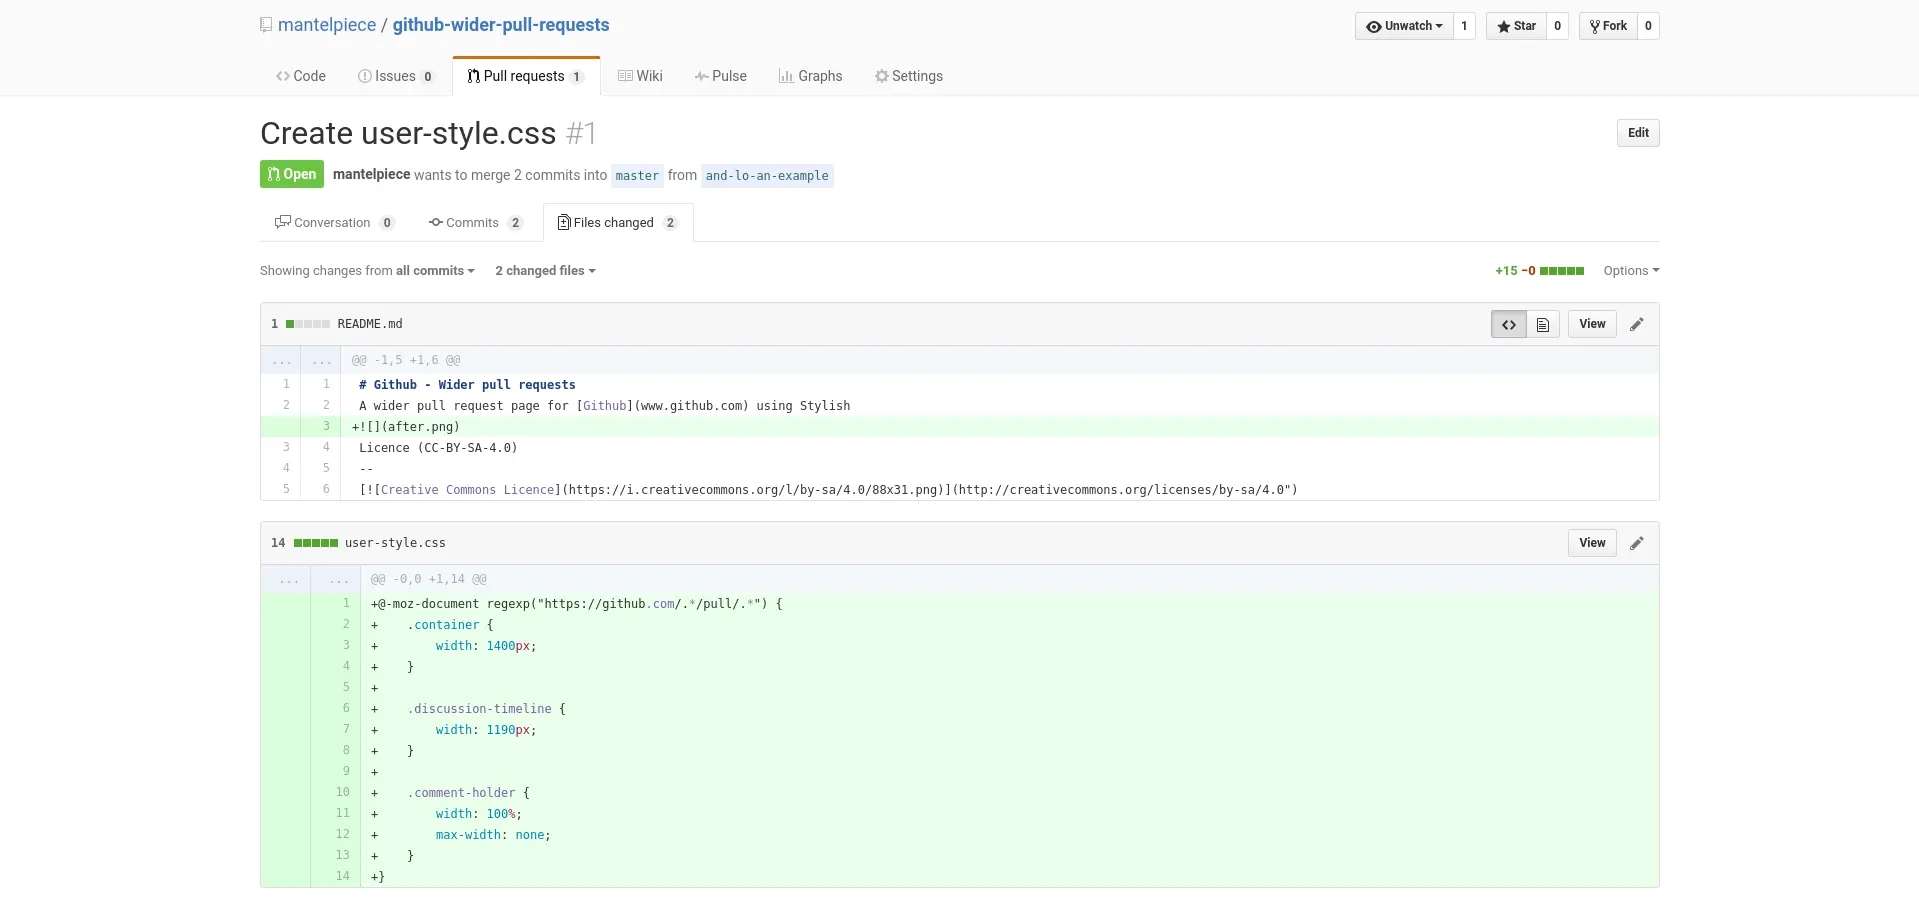 mantelpiece / github-wider-pull-requests
Unwatch 1 Star 0 Fork 0
Code Issues 0 Pull requests 1 Wiki Pulse Graphs Settings
Create user-style.css #1
Edit
Open mantelpiece wants to merge 2 commits into master from and-lo-an-example
Conversation 0 Commits 2 Files changed 2
Showing changes from all commits 2 changed files +15 −0 Options
1 README.md View
... ... @@ -1,5 +1,6 @@
1 1 # Github - Wider pull requests
2 2 A wider pull request page for [Github](www.github.com) using Stylish
3 +![](after.png)
3 4 Licence (CC-BY-SA-4.0)
4 5 --
5 6 [![Creative Commons Licence](https://i.creativecommons.org/l/by-sa/4.0/88x31.png)](http://creativecommons.org/licenses/by-sa/4.0")
14 user-style.css View
... ... @@ -0,0 +1,14 @@
1 +@-moz-document regexp("https://github.com/.*/pull/.*") {
2 +    .container {
3 +        width: 1400px;
4 +    }
5 +
6 +    .discussion-timeline {
7 +        width: 1190px;
8 +    }
9 +
10 +    .comment-holder {
11 +        width: 100%;
12 +        max-width: none;
13 +    }
14 +}